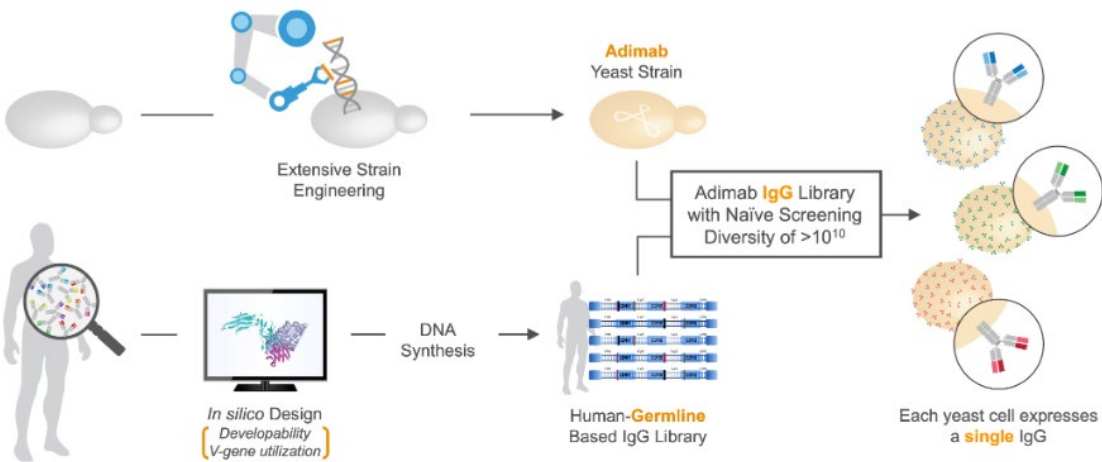 Adimab
Yeast Strain
Extensive Strain
Engineering
Adimab IgG Library
with Naïve Screening
Diversity of >10¹⁰
DNA
Synthesis
In silico Design
Developability
V-gene utilization
Human-Germline
Based IgG Library
Each yeast cell expresses
a single IgG